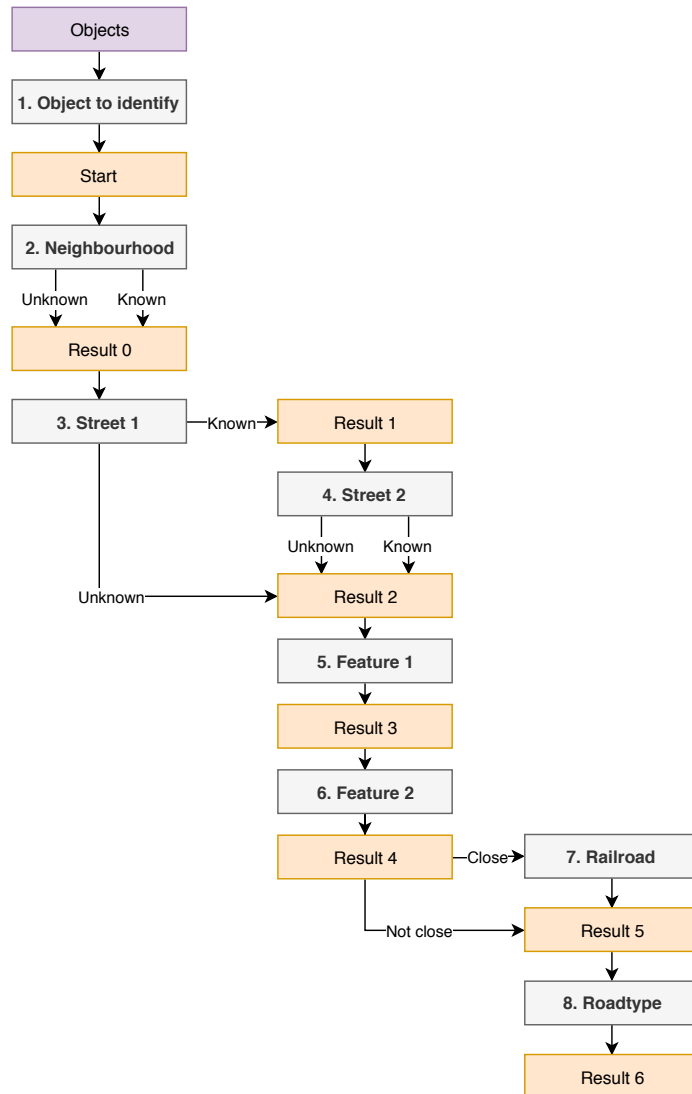 Objects
1. Object to identify
Start
2. Neighbourhood
Unknown
Known
Result 0
3. Street 1
Known
Result 1
4. Street 2
Unknown
Known
Unknown
Result 2
5. Feature 1
Result 3
6. Feature 2
Result 4
Close
7. Railroad
Not close
Result 5
8. Roadtype
Result 6